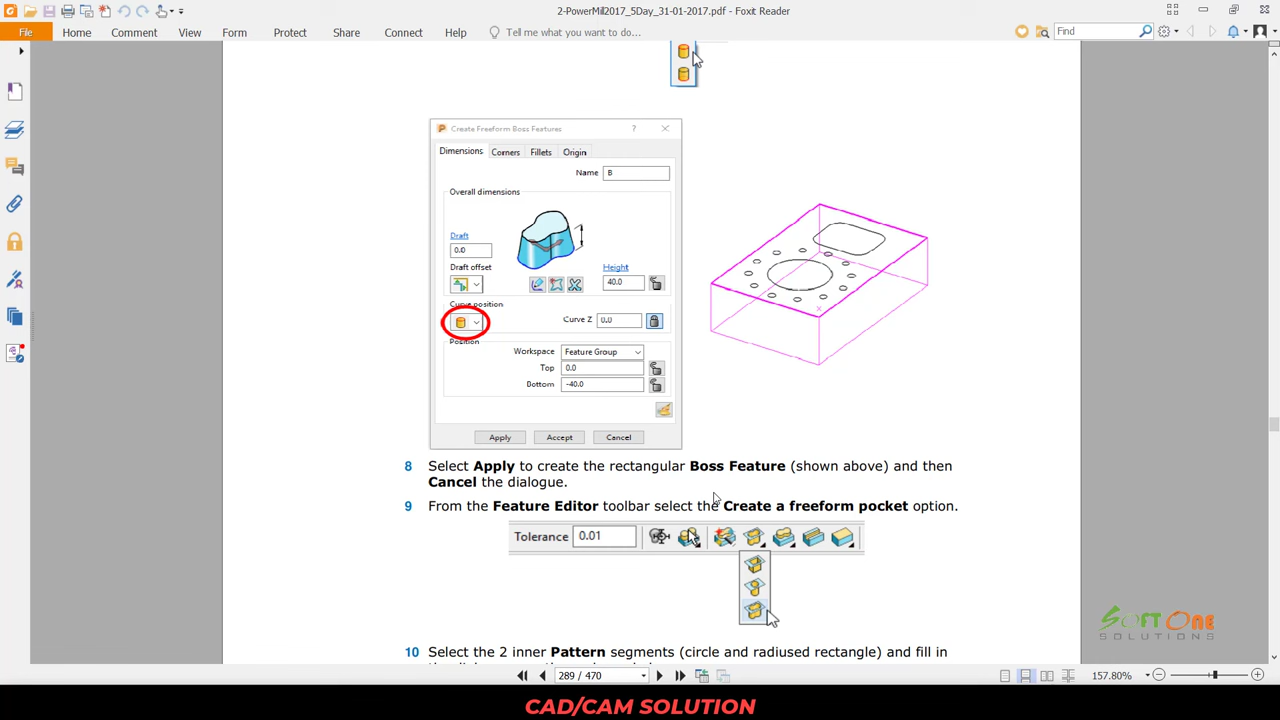 2-PowerMill2017_5Day_31-01-2017.pdf - Foxit Reader
File Home Comment View Form Protect Share Connect Help Tell me what you want to do... Find
Create Freeform Boss Features ? ×
Dimensions Corners Fillets Origin
Name B
Overall dimensions
Draft
0.0
Draft offset
Height
40.0
Curve position
Curve Z 0.0
Position
Workspace Feature Group
Top 0.0
Bottom -40.0
Apply Accept Cancel
8 Select Apply to create the rectangular Boss Feature (shown above) and then
Cancel the dialogue.
9 From the Feature Editor toolbar select the Create a freeform pocket option.
Tolerance 0.01
10 Select the 2 inner Pattern segments (circle and radiused rectangle) and fill in
SOFT ONE
SOLUTIONS
289 / 470
157.80%
CAD/CAM SOLUTION